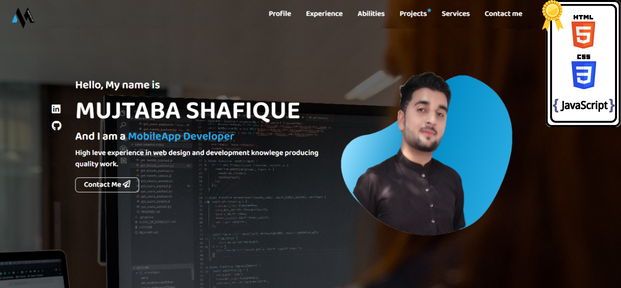 Profile
Experience
Abilities
Projects
Services
Contact me
HTML
5
CSS
3
{ JavaScript }
Hello, My name is
MUJTABA SHAFIQUE
And I am a MobileApp Developer
High leve experience in web design and development knowlege producing
quality work.
Contact Me